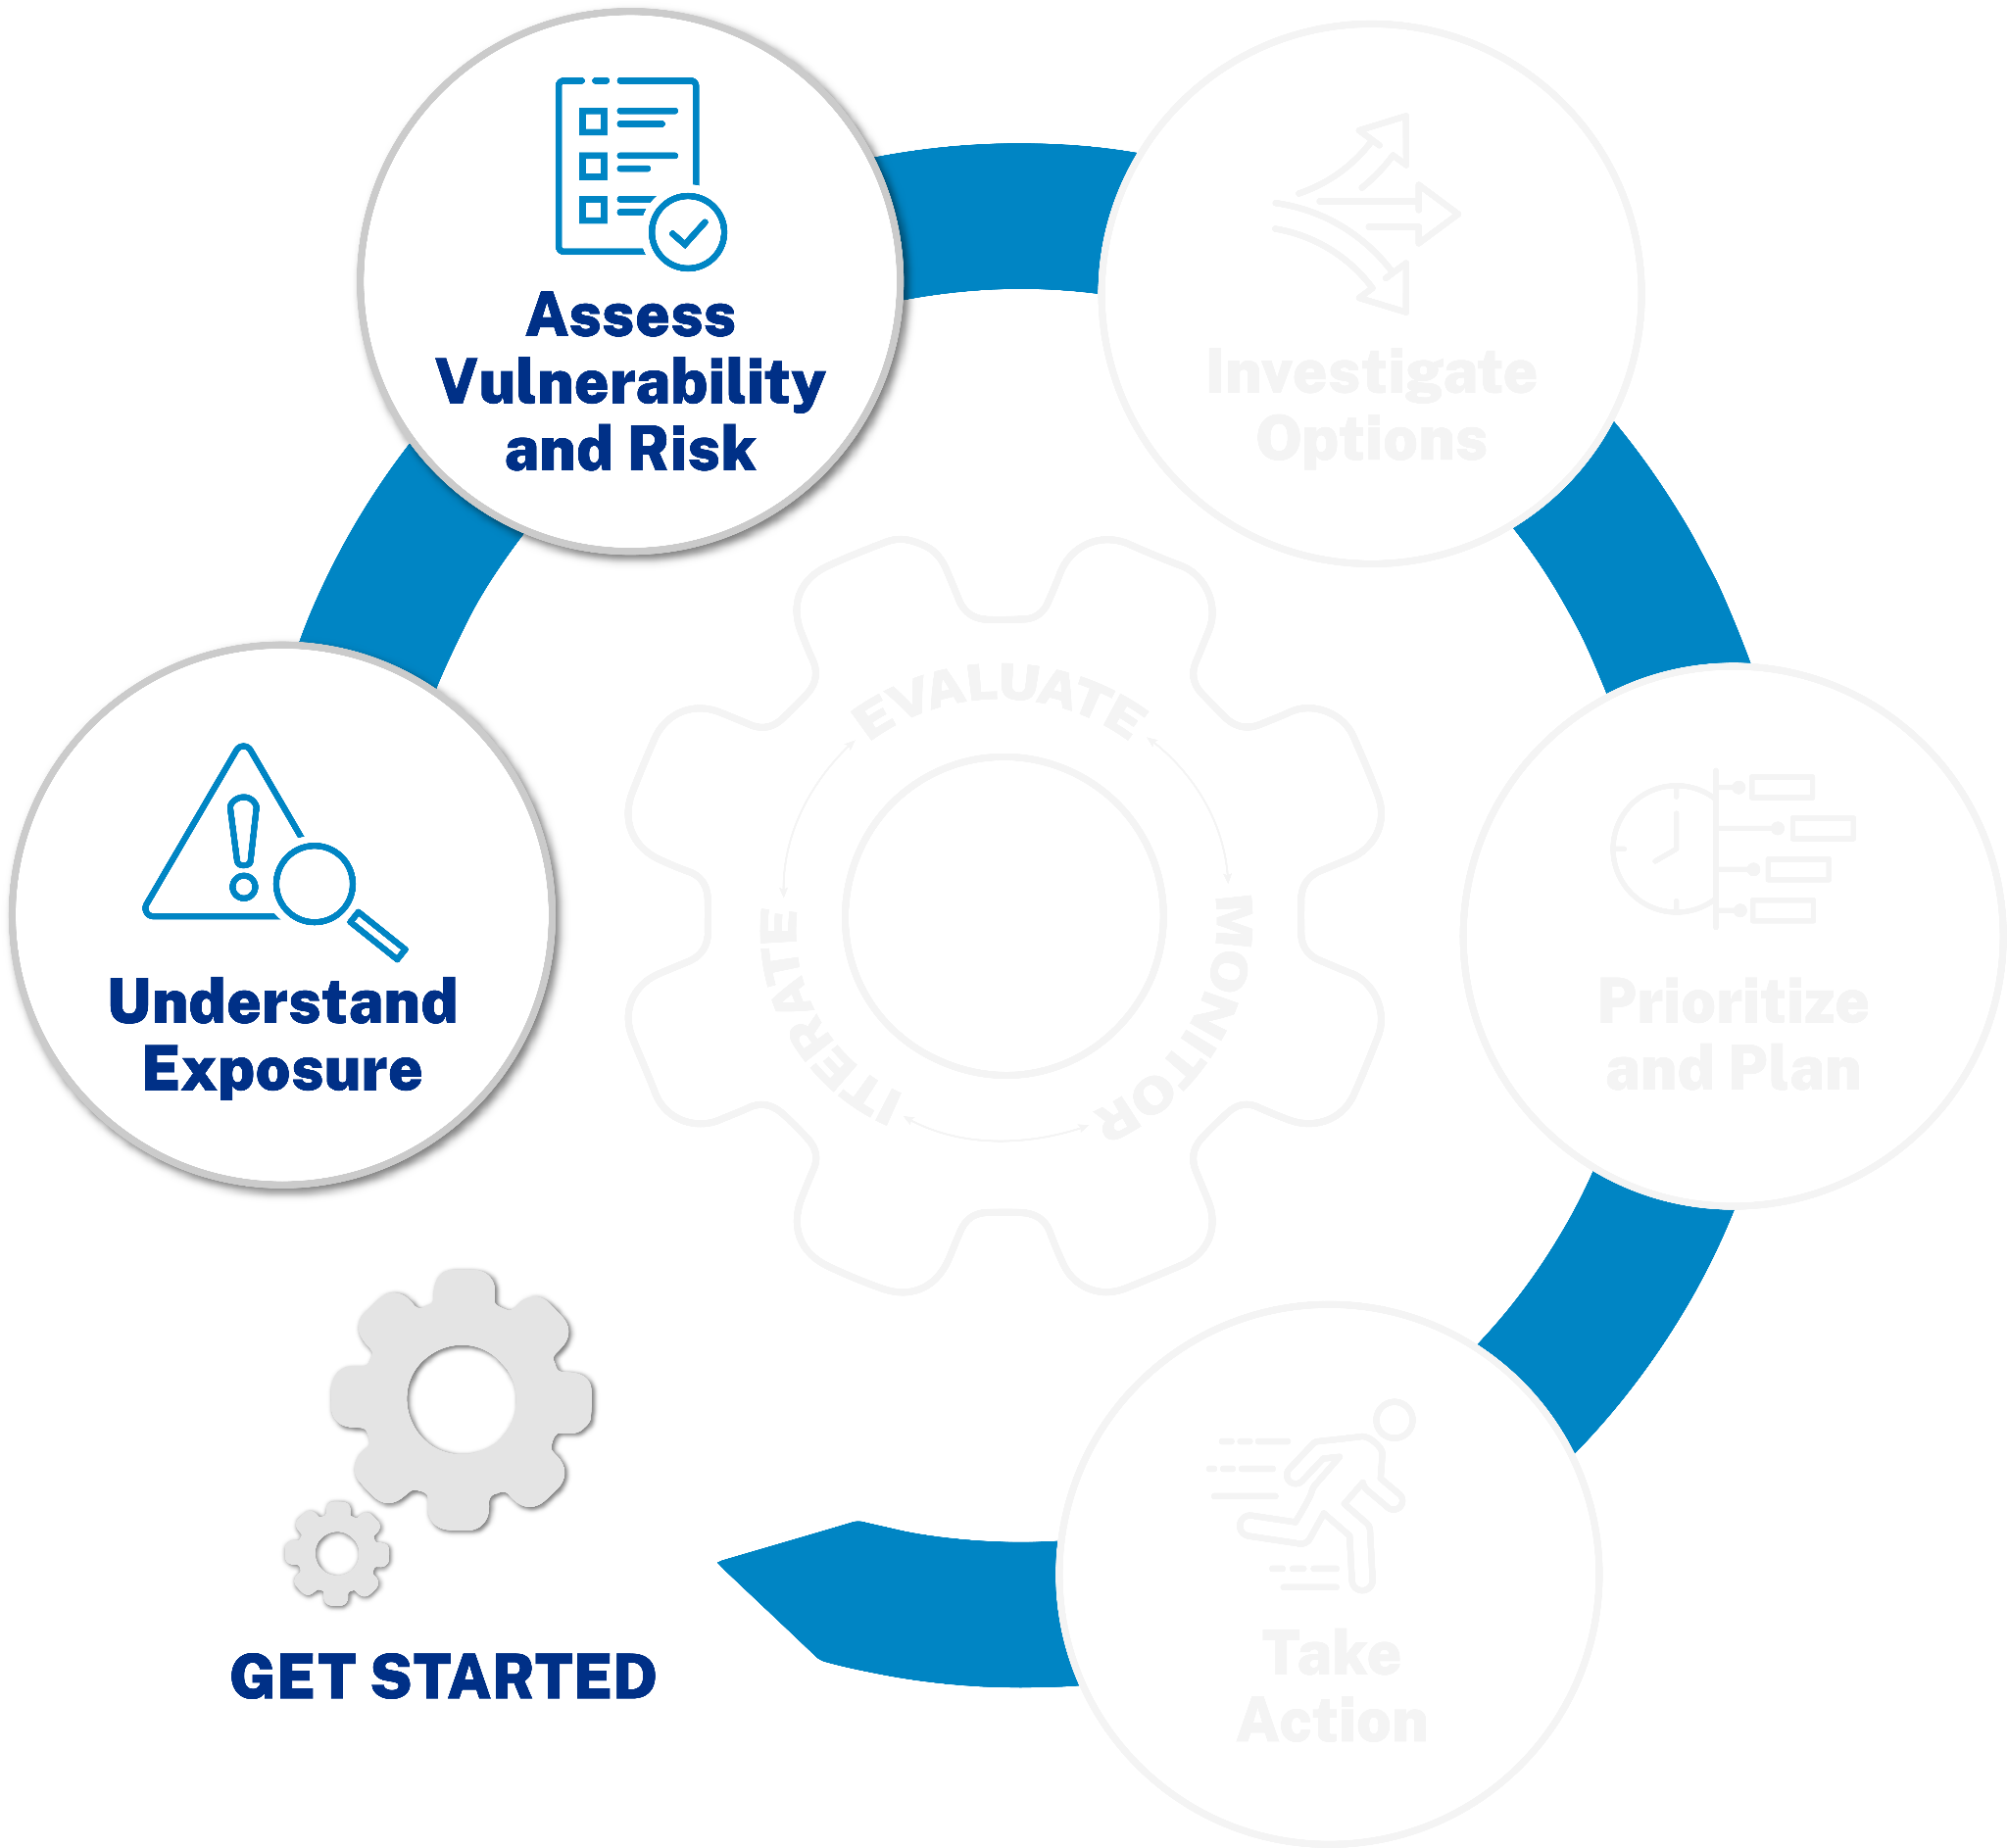 Assess
Vulnerability
and Risk
Investigate
Options
Understand
Exposure
EVALUATE
MONITOR
ITERATE
Prioritize
and Plan
GET STARTED
Take
Action